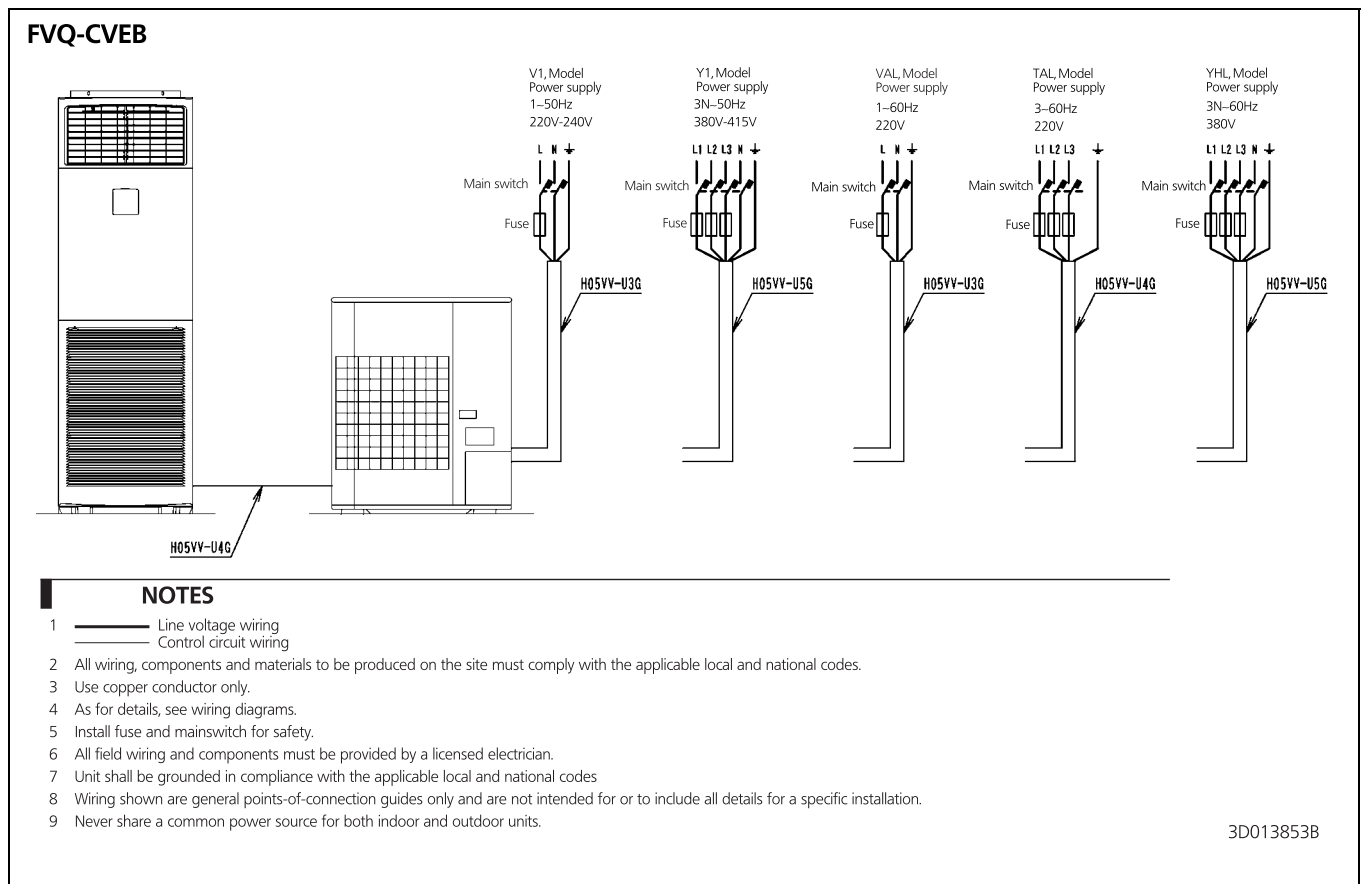 FVQ-CVEB
V1, Model
Power supply
1~50Hz
220V-240V
L N
Main switch
Fuse
H05VV-U3G
Y1, Model
Power supply
3N~50Hz
380V-415V
L1 L2 L3 N
Main switch
Fuse
H05VV-U5G
VAL, Model
Power supply
1~60Hz
220V
L N
Main switch
Fuse
H05VV-U3G
TAL, Model
Power supply
3~60Hz
220V
L1 L2 L3
Main switch
Fuse
H05VV-U4G
YHL, Model
Power supply
3N~60Hz
380V
L1 L2 L3 N
Main switch
Fuse
H05VV-U5G
H05VV-U4G
NOTES
1 Line voltage wiring
Control circuit wiring
2 All wiring, components and materials to be produced on the site must comply with the applicable local and national codes.
3 Use copper conductor only.
4 As for details, see wiring diagrams.
5 Install fuse and mainswitch for safety.
6 All field wiring and components must be provided by a licensed electrician.
7 Unit shall be grounded in compliance with the applicable local and national codes
8 Wiring shown are general points-of-connection guides only and are not intended for or to include all details for a specific installation.
9 Never share a common power source for both indoor and outdoor units.
3D013853B